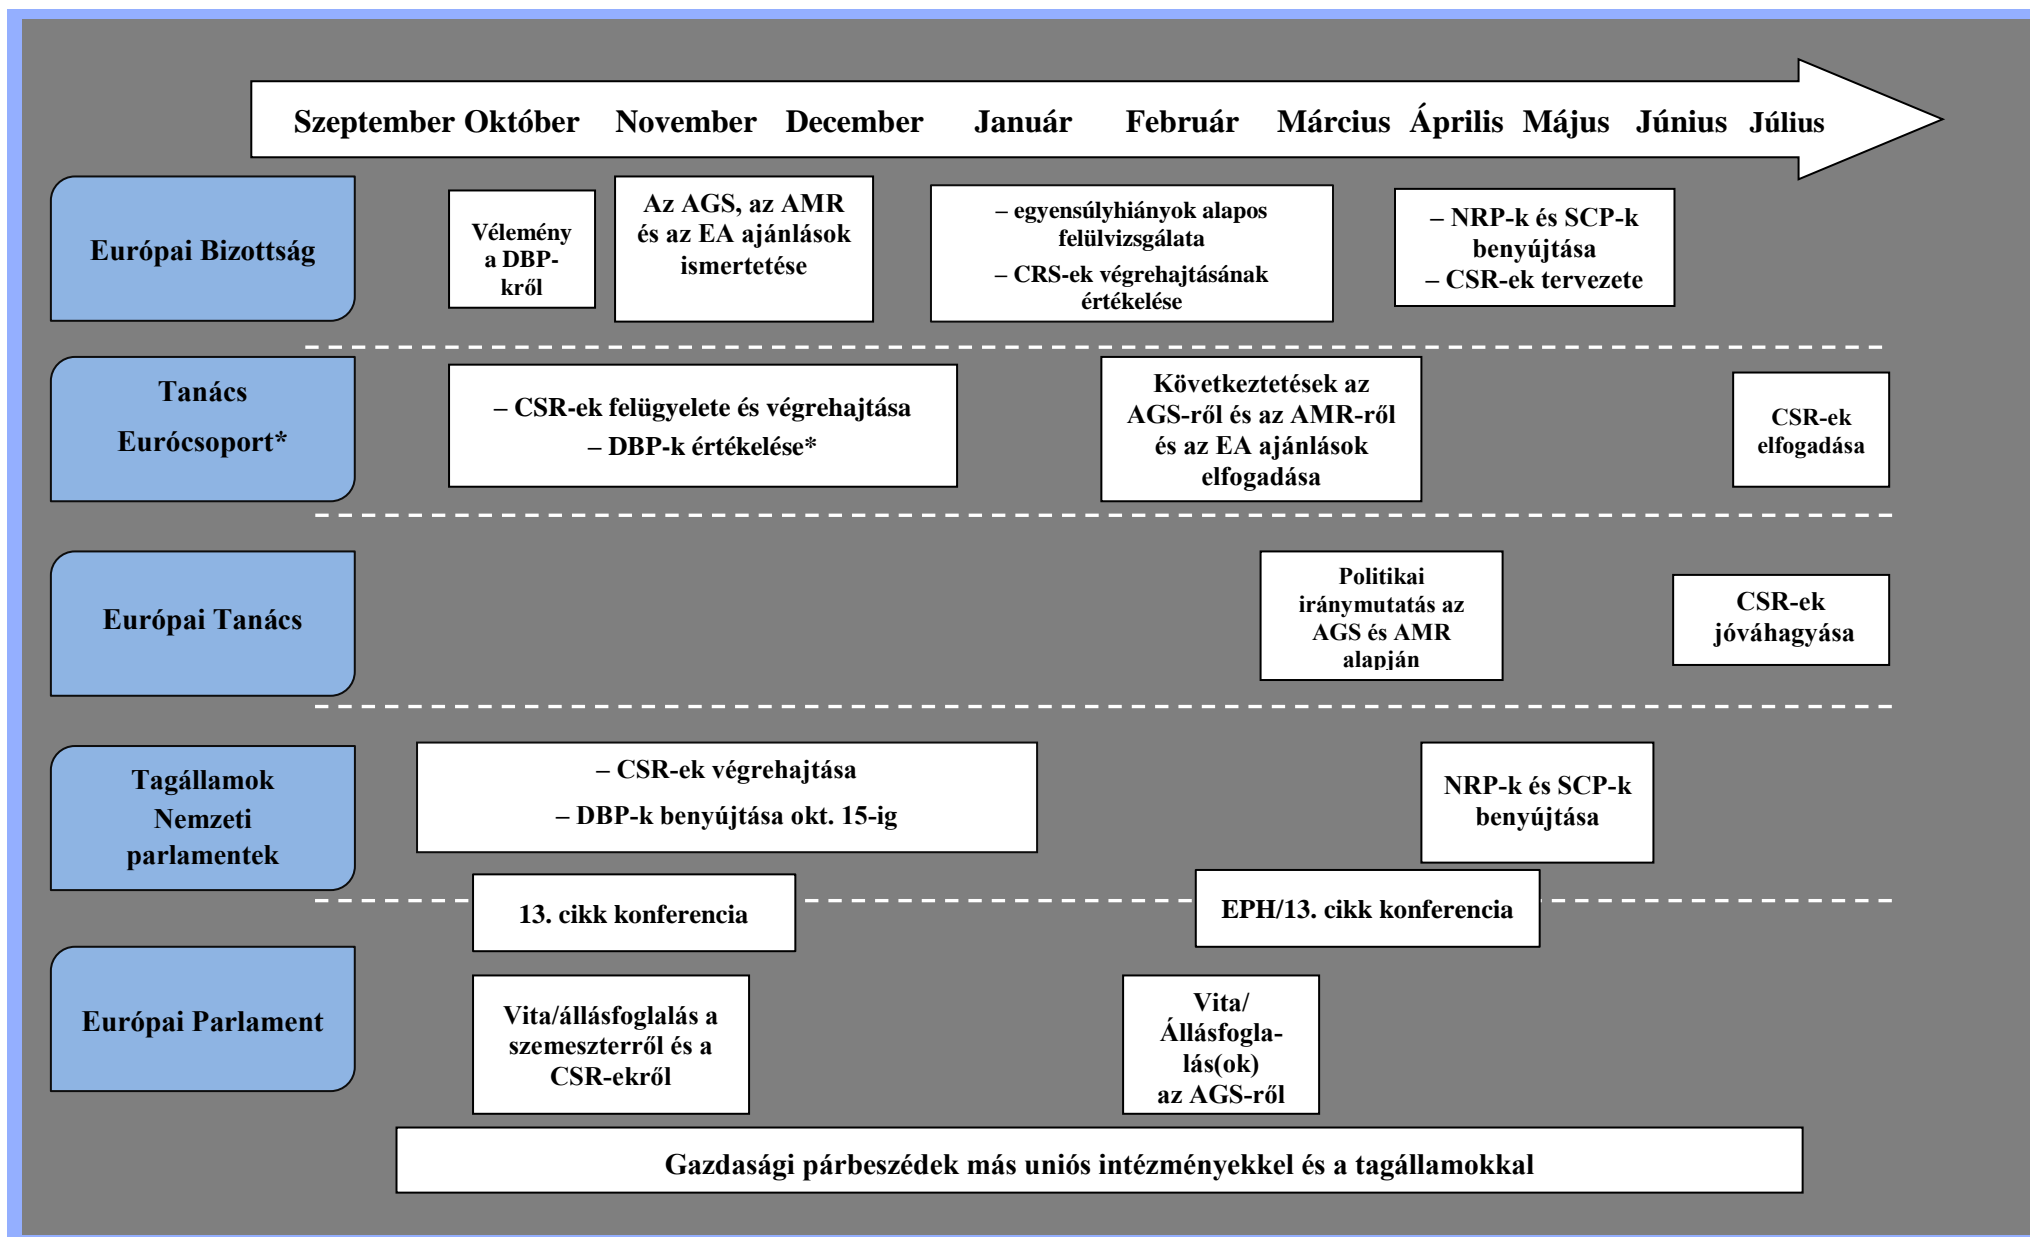 Szeptember Október November December Január Február Március Április Május Június Július
Európai Bizottság
Vélemény
a DBP-
kről
Az AGS, az AMR
és az EA ajánlások
ismertetése
– egyensúlyhiányok alapos
felülvizsgálata
– CRS-ek végrehajtásának
értékelése
– NRP-k és SCP-k
benyújtása
– CSR-ek tervezete
Tanács
Eurócsoport*
– CSR-ek felügyelete és végrehajtása
– DBP-k értékelése*
Következtetések az
AGS-ről és az AMR-ről
és az EA ajánlások
elfogadása
CSR-ek
elfogadása
Európai Tanács
Politikai
iránymutatás az
AGS és AMR
alapján
CSR-ek
jóváhagyása
Tagállamok
Nemzeti
parlamentek
– CSR-ek végrehajtása
– DBP-k benyújtása okt. 15-ig
NRP-k és SCP-k
benyújtása
13. cikk konferencia
EPH/13. cikk konferencia
Európai Parlament
Vita/állásfoglalás a
szemeszterről és a
CSR-ekről
Vita/
Állásfogla-
lás(ok)
az AGS-ről
Gazdasági párbeszédek más uniós intézményekkel és a tagállamokkal